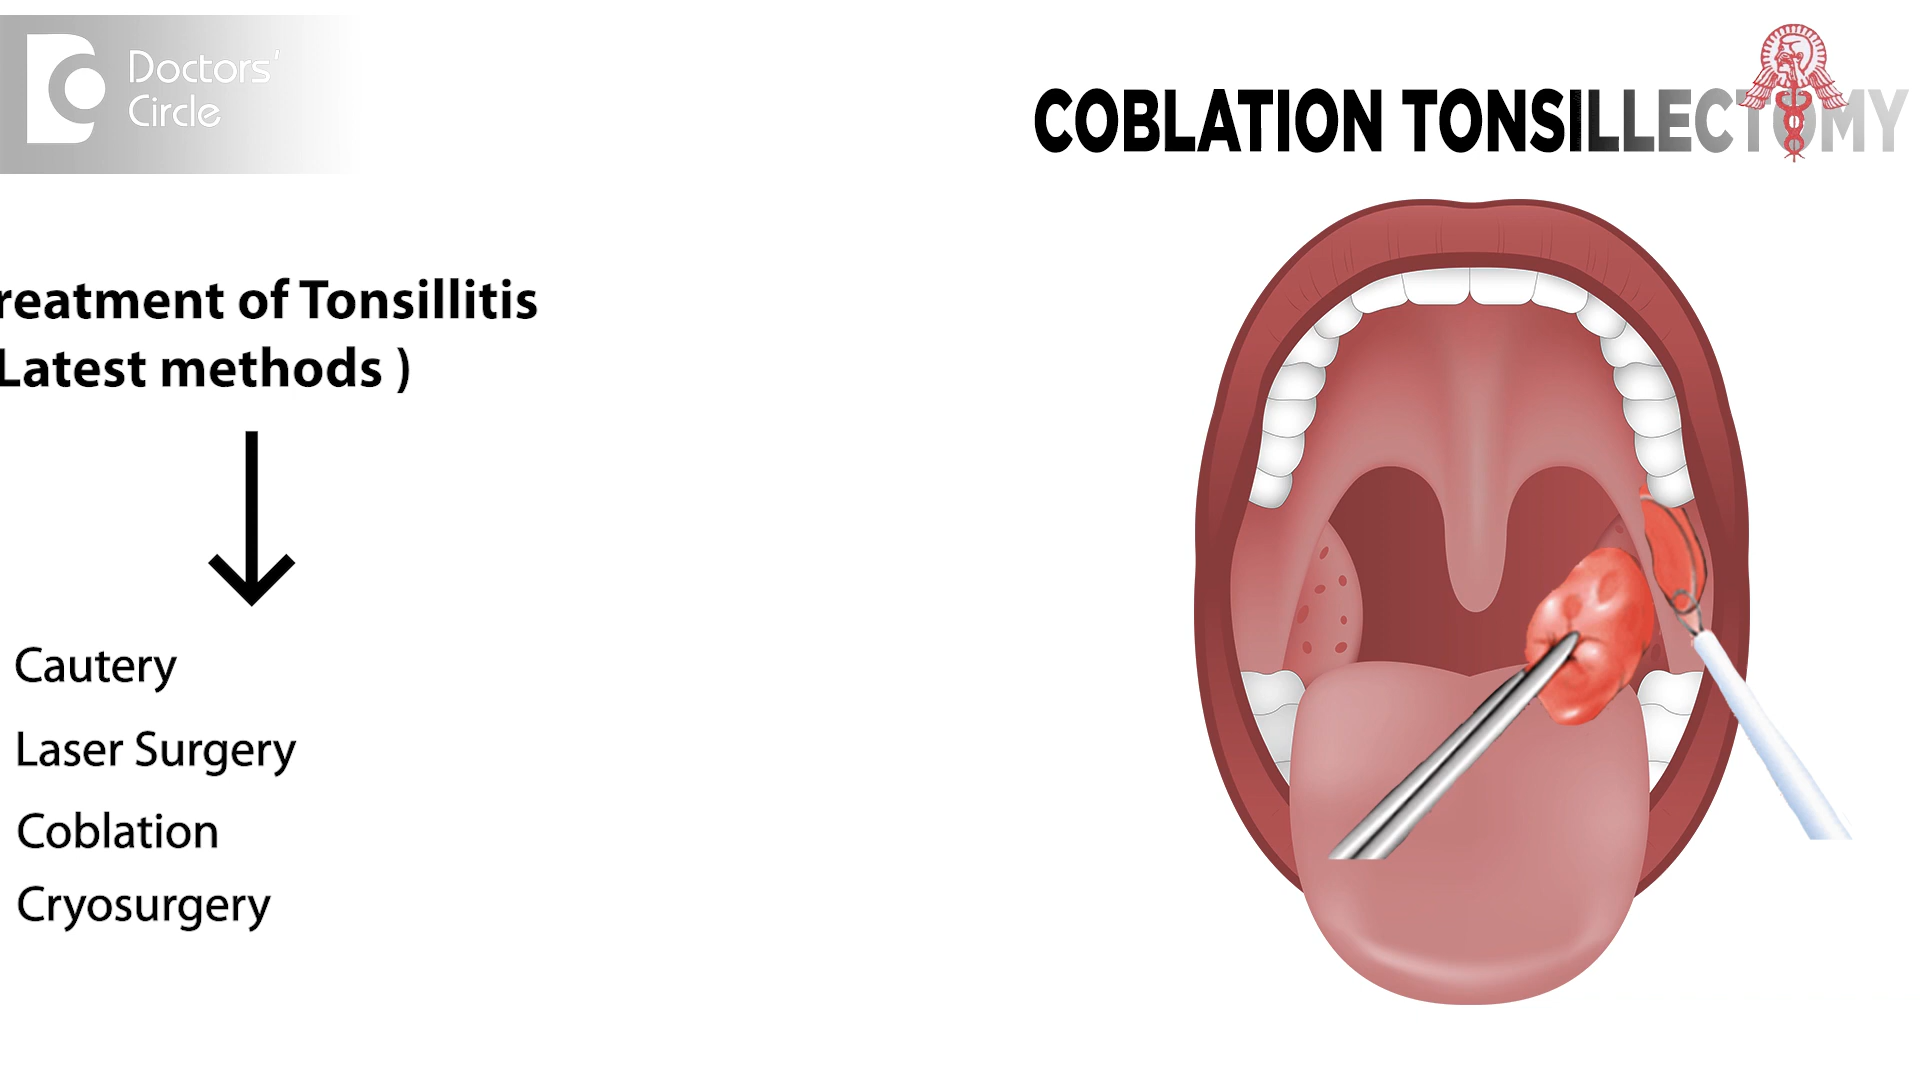 Doctors'
Circle
COBLATION TONSILLECTOMY
reatment of Tonsillitis
Latest methods )
Cautery
Laser Surgery
Coblation
Cryosurgery